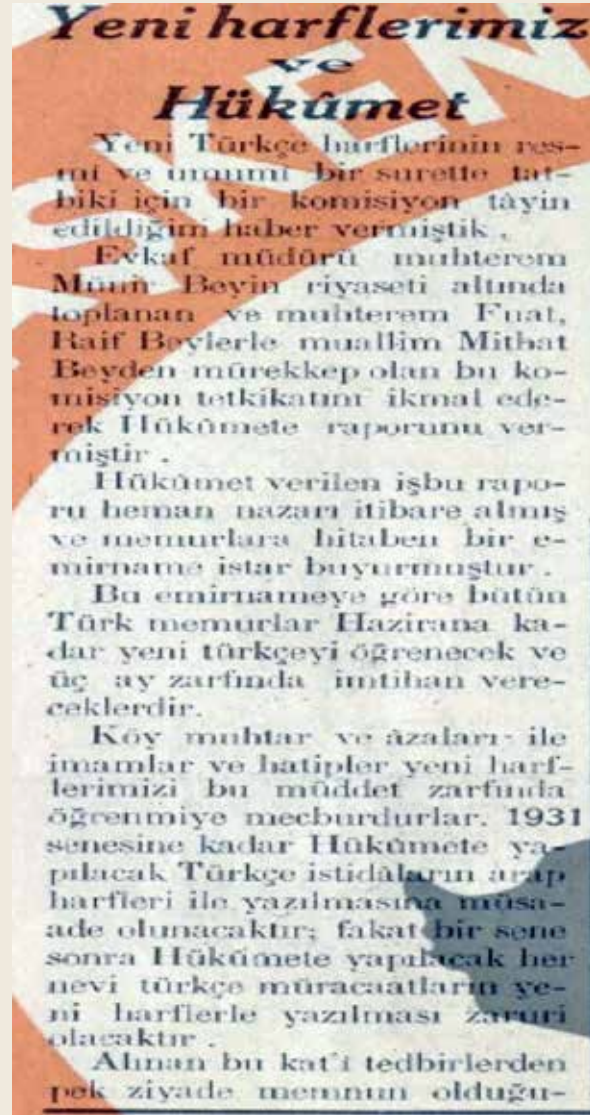 Yeni harflerimiz
ve
Hükûmet
Yeni Türkçe harflerinin res-
mi ve umumi bir surette tat-
biki için bir komisyon tâyin
edildiğini haber vermiştik .
Evkaf müdürü muhterem
Münir Beyin riyaseti altında
toplanan ve muhterem Fuat,
Raif Beylerle muallim Mithat
Beyden mürekkep olan bu ko-
misyon tetkikatını ikmal ede-
rek Hükûmete raporunu ver-
miştir .
Hükûmet verilen işbu rapo-
ru heman nazarı itibare almış
ve memurlara hitaben bir e-
mirname istar buyurmuştur .
Bu emirnameye göre bütün
Türk memurlar Hazirana ka-
dar yeni türkçeyi öğrenecek ve
üç ay zarfında imtihan vere-
ceklerdir.
Köy muhtar ve âzaları ile
imamlar ve hatipler yeni harf-
lerimizi bu müddet zarfında
öğrenmiye mecburdurlar. 1931
senesine kadar Hükûmete ya-
pılacak Türkçe istidâların arap
harfleri ile yazılmasına müsa-
ade olunacaktır; fakat bir sene
sonra Hükûmete yapılacak her
nevi türkçe müracaatların ye-
ni harflerle yazılması zaruri
olacaktır .
Alınan bu kat'î tedbirlerden
pek ziyade memnun olduğu-